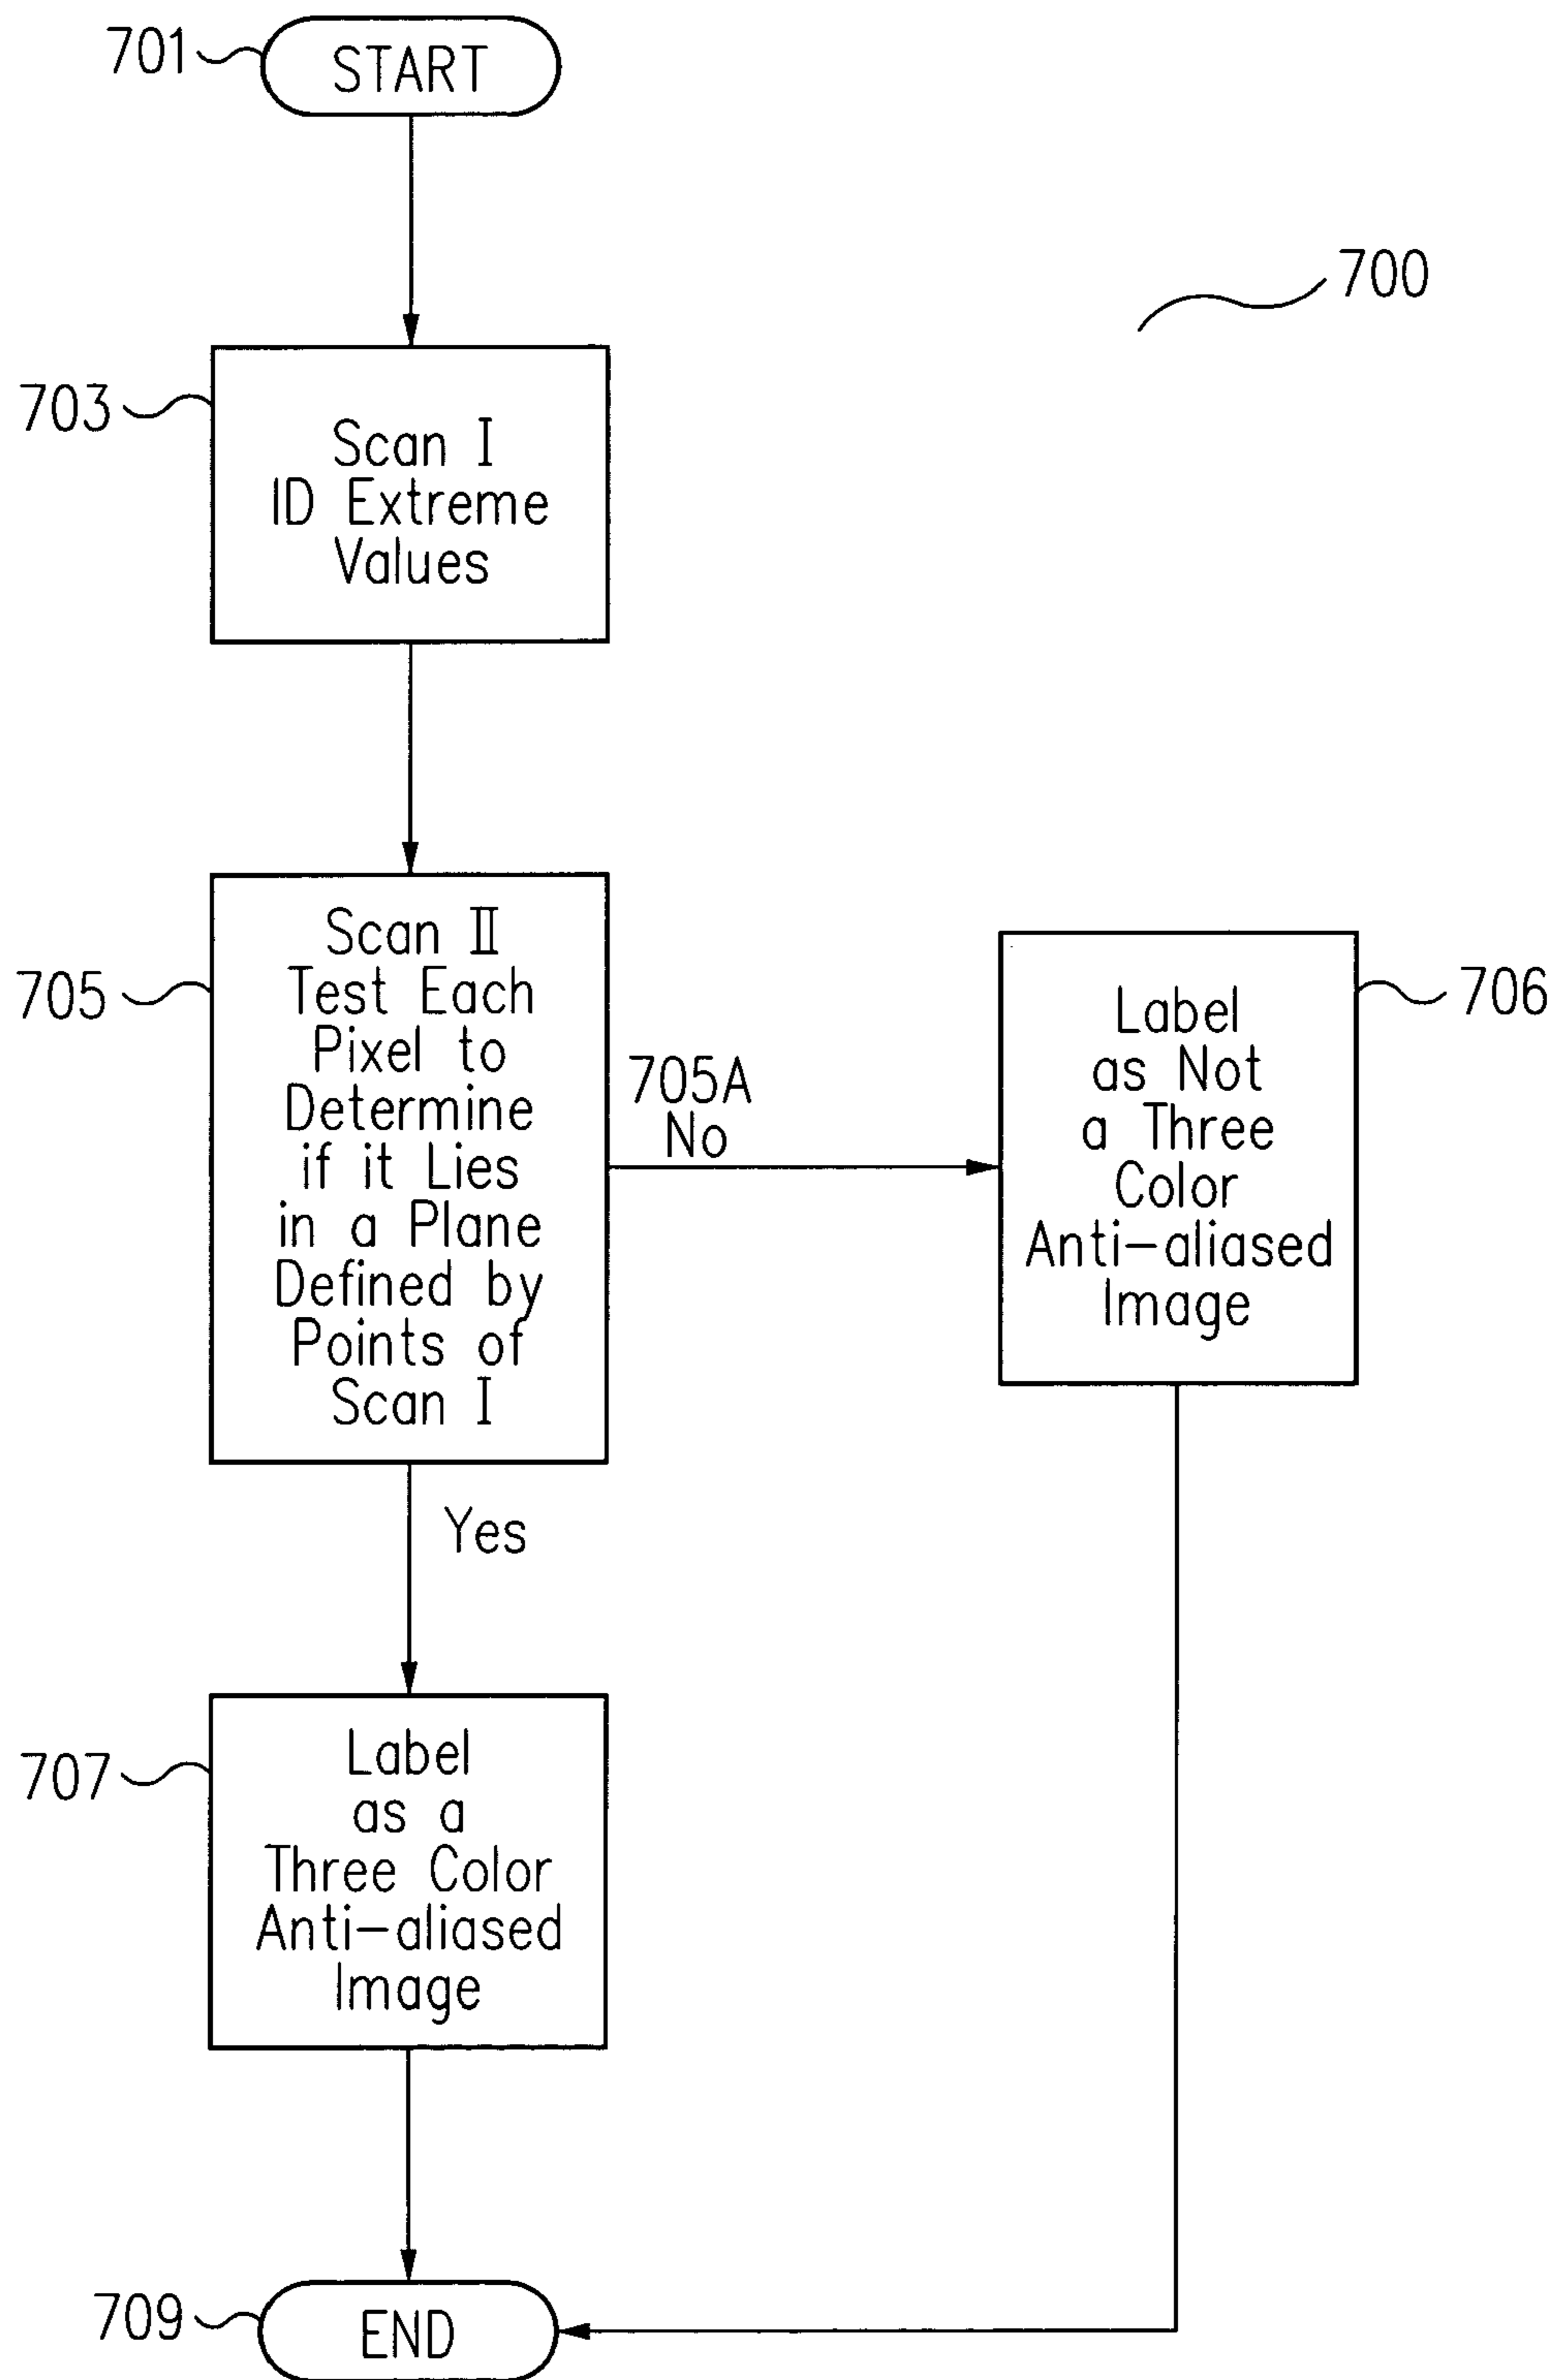 701
START
700
703
Scan I
ID Extreme
Values
705
Scan II
Test Each
Pixel to
Determine
if it Lies
in a Plane
Defined by
Points of
Scan I
705A
No
706
Label
as Not
a Three
Color
Anti-aliased
Image
Yes
707
Label
as a
Three Color
Anti-aliased
Image
709
END